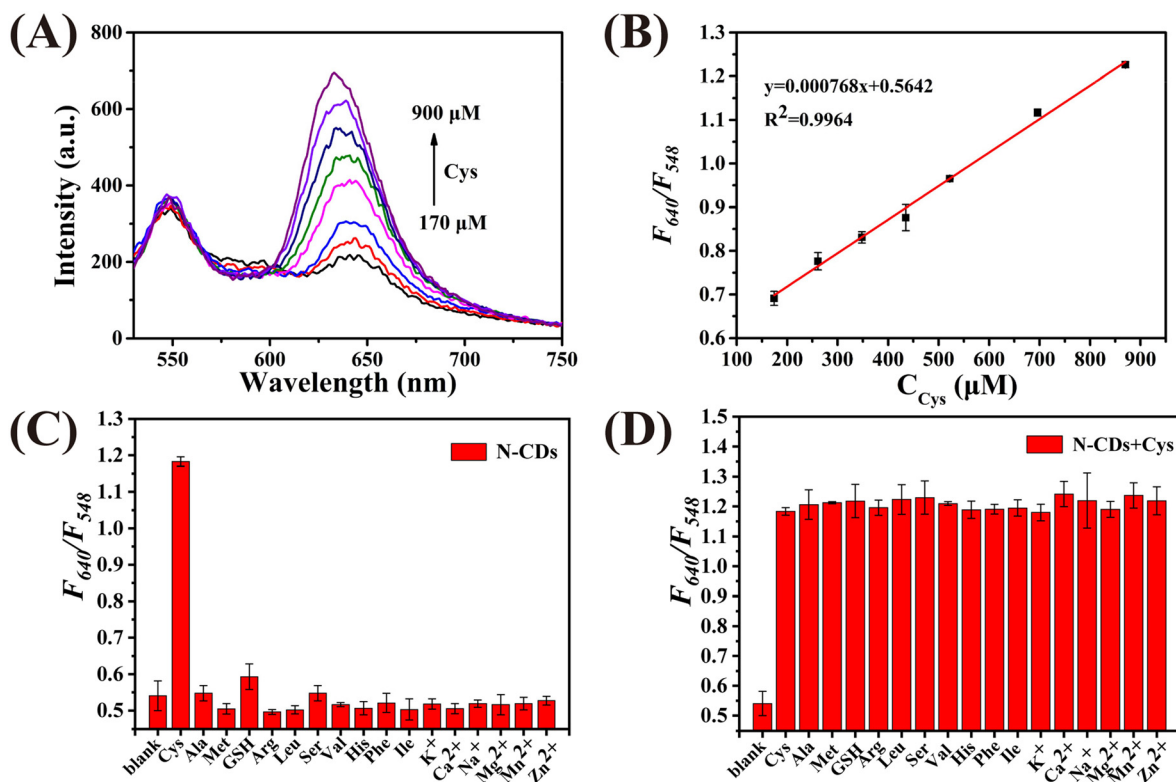 (A)
800
600
400
200
0
Intensity (a.u.)
900 µM
Cys
170 µM
550
600
650
700
750
Wavelength (nm)
(B)
1.3
1.2
1.1
1.0
0.9
0.8
0.7
0.6
F640/F548
y=0.000768x+0.5642
R²=0.9964
100
200
300
400
500
600
700
800
900
C_Cys (µM)
(C)
1.3
1.2
1.1
1.0
0.9
0.8
0.7
0.6
0.5
F640/F548
N-CDs
blank
Cys
Ala
Met
GSH
Arg
Leu
Ser
Val
His
Phe
Ile
K+
Ca2+
Na+
Mg2+
Mn2+
Zn2+
(D)
1.5
1.4
1.3
1.2
1.1
1.0
0.9
0.8
0.7
0.6
0.5
F640/F548
N-CDs+Cys
blank
Cys
Ala
Met
GSH
Arg
Leu
Ser
Val
His
Phe
Ile
K+
Ca2+
Na+
Mg2+
Mn2+
Zn2+